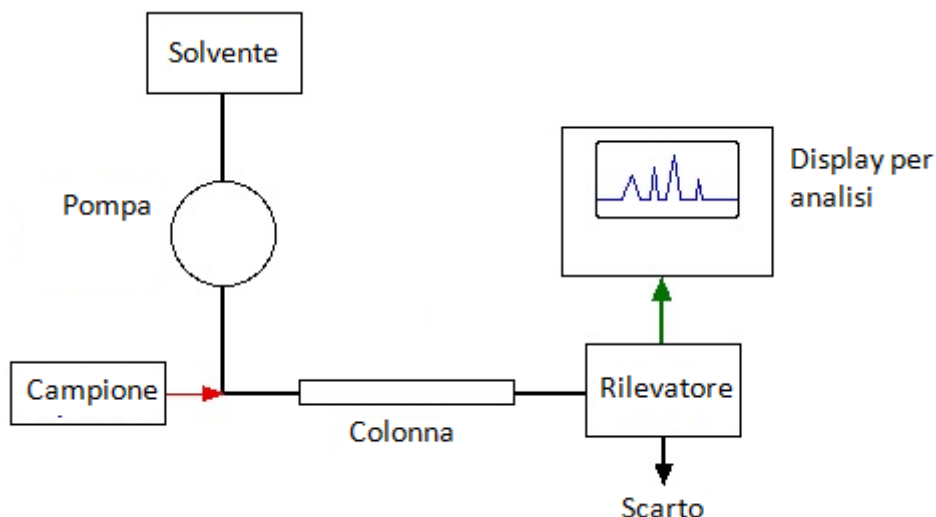 Solvente
Pompa
Display per
analisi
Campione
Rilevatore
Colonna
Scarto